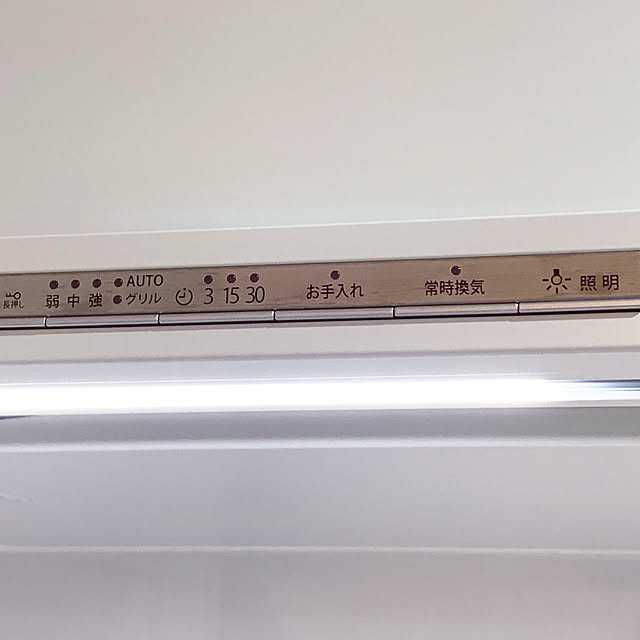 長押し
弱 中 強
AUTO
グリル
3 15 30
お手入れ
常時換気
照明